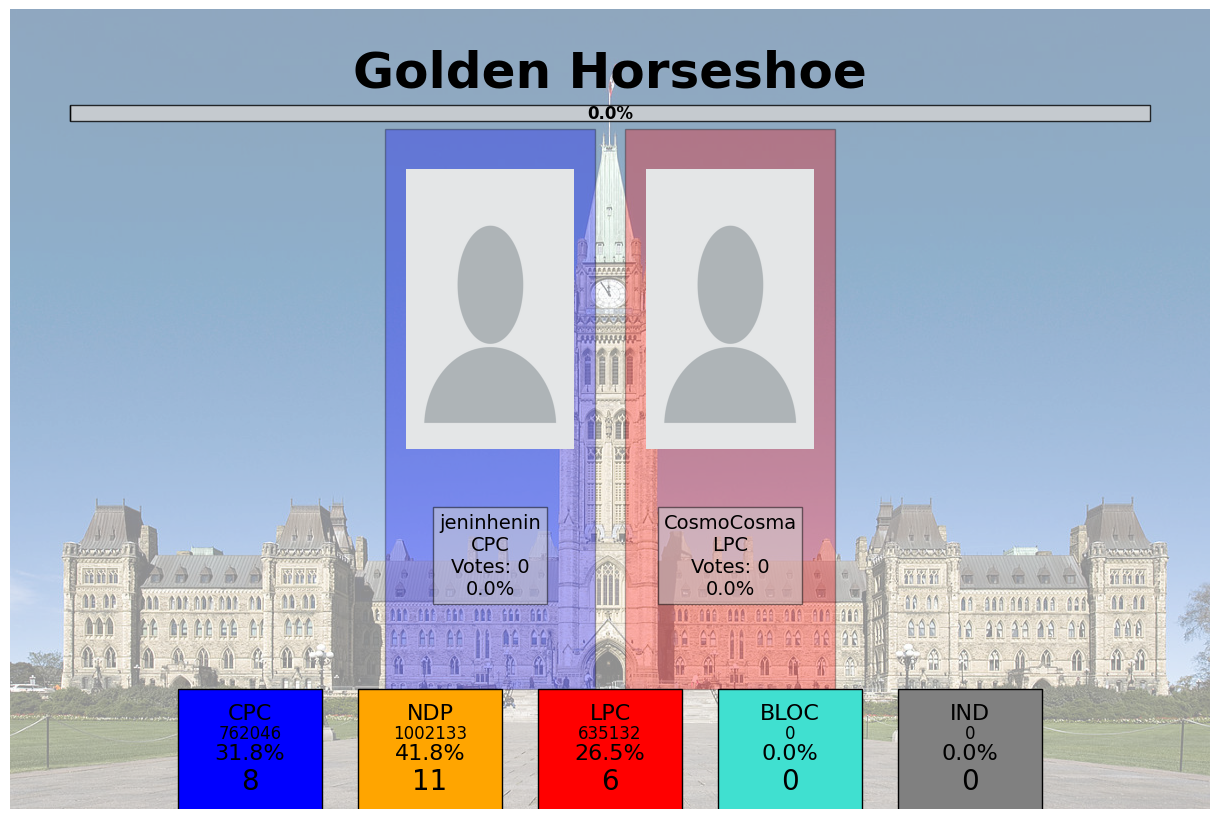 Golden Horseshoe
0.0%
jeninhenin
CPC
Votes: 0
0.0%
CosmoCosma
LPC
Votes: 0
0.0%
CPC
762046
31.8%
8
NDP
1002133
41.8%
11
LPC
635132
26.5%
6
BLOC
0
0.0%
0
IND
0
0.0%
0